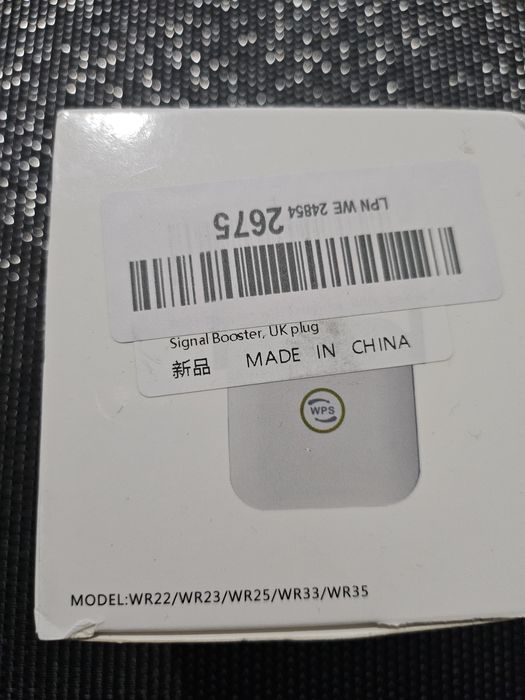 LPN WE 24854 2675
Signal Booster, UK plug
新品 MADE IN CHINA
WPS
MODEL:WR22/WR23/WR25/WR33/WR35